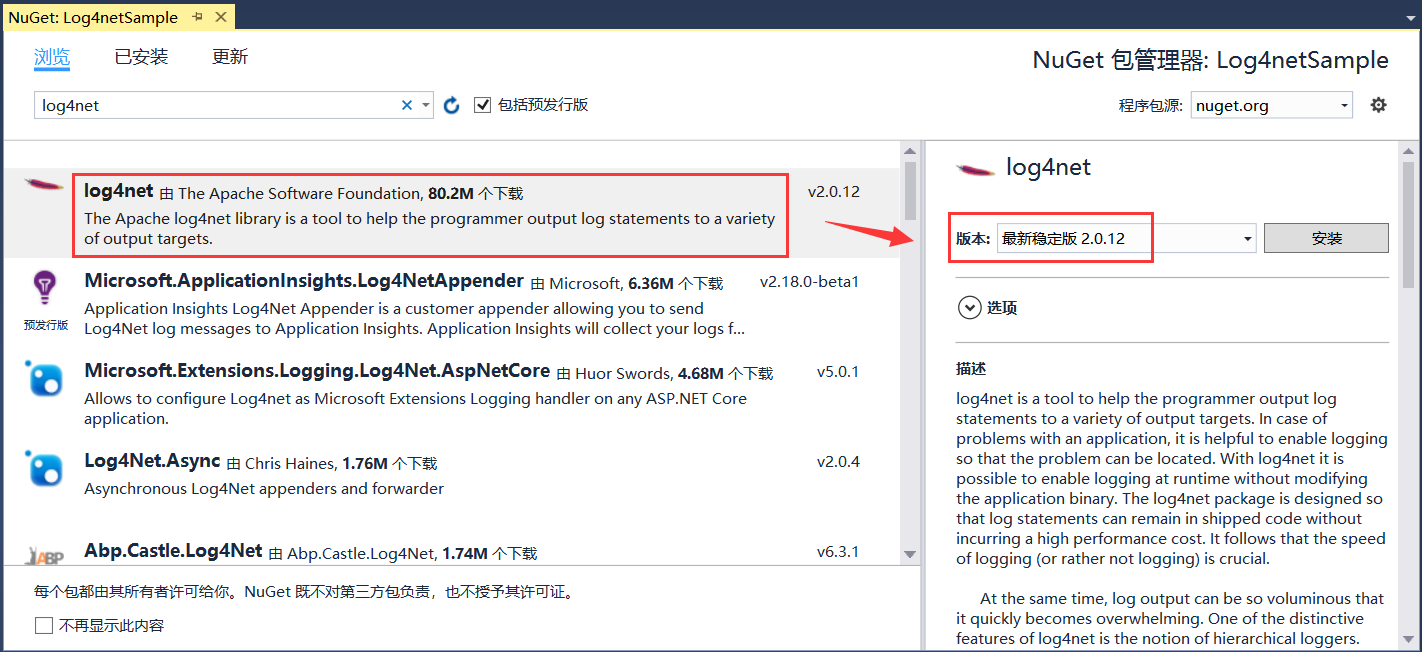 NuGet: Log4netSample
浏览 已安装 更新
NuGet 包管理器: Log4netSample
log4net
包括预发行版
程序包源: nuget.org
log4net 由 The Apache Software Foundation, 80.2M 个下载
v2.0.12
The Apache log4net library is a tool to help the programmer output log statements to a variety
of output targets.
Microsoft.ApplicationInsights.Log4NetAppender 由 Microsoft, 6.36M 个下载
v2.18.0-beta1
Application Insights Log4Net Appender is a customer appender allowing you to send
预发行版
Log4Net log messages to Application Insights. Application Insights will collect your logs f...
Microsoft.Extensions.Logging.Log4Net.AspNetCore 由 Huor Swords, 4.68M 个下载
v5.0.1
Allows to configure Log4net as Microsoft Extensions Logging handler on any ASP.NET Core
application.
Log4Net.Async 由 Chris Haines, 1.76M 个下载
v2.0.4
Asynchronous Log4Net appenders and forwarder
ABP
Abp.Castle.Log4Net 由 Abp.Castle.Log4Net, 1.74M 个下载
v6.3.1
每个包都由其所有者许可给你。NuGet 既不对第三方包负责，也不授予其许可证。
不再显示此内容
log4net
版本: 最新稳定版 2.0.12
安装
选项
描述
log4net is a tool to help the programmer output log
statements to a variety of output targets. In case of
problems with an application, it is helpful to enable logging
so that the problem can be located. With log4net it is
possible to enable logging at runtime without modifying
the application binary. The log4net package is designed so
that log statements can remain in shipped code without
incurring a high performance cost. It follows that the speed
of logging (or rather not logging) is crucial.
At the same time, log output can be so voluminous that
it quickly becomes overwhelming. One of the distinctive
features of log4net is the notion of hierarchical loggers.